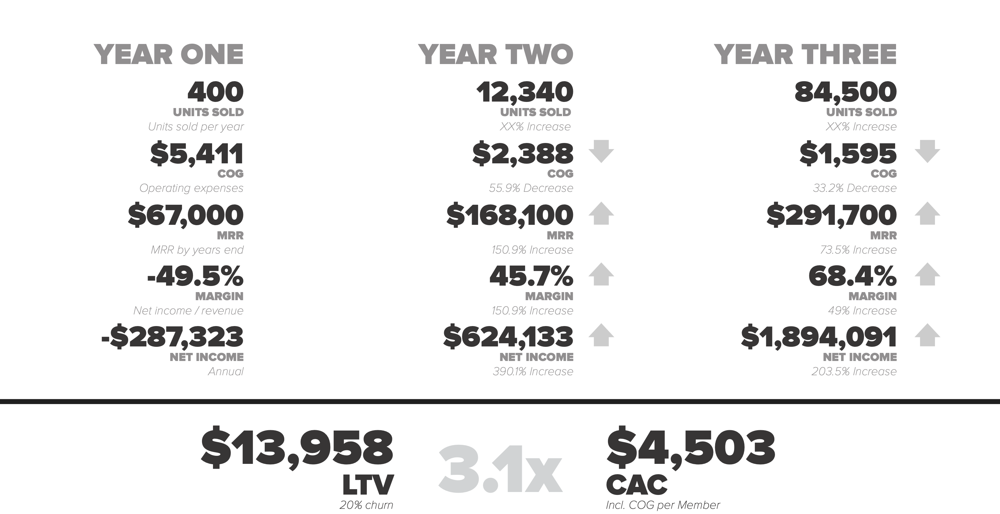 YEAR ONE
400
UNITS SOLD
Units sold per year
$5,411
COG
Operating expenses
$67,000
MRR
MRR by years end
-49.5%
MARGIN
Net income / revenue
-$287,323
NET INCOME
Annual
YEAR TWO
12,340
UNITS SOLD
XX% Increase
$2,388
COG
55.9% Decrease
$168,100
MRR
150.9% Increase
45.7%
MARGIN
150.9% Increase
$624,133
NET INCOME
390.1% Increase
YEAR THREE
84,500
UNITS SOLD
XX% Increase
$1,595
COG
33.2% Decrease
$291,700
MRR
73.5% Increase
68.4%
MARGIN
49% Increase
$1,894,091
NET INCOME
203.5% Increase
$13,958
LTV
20% churn
3.1x
$4,503
CAC
Incl. COG per Member